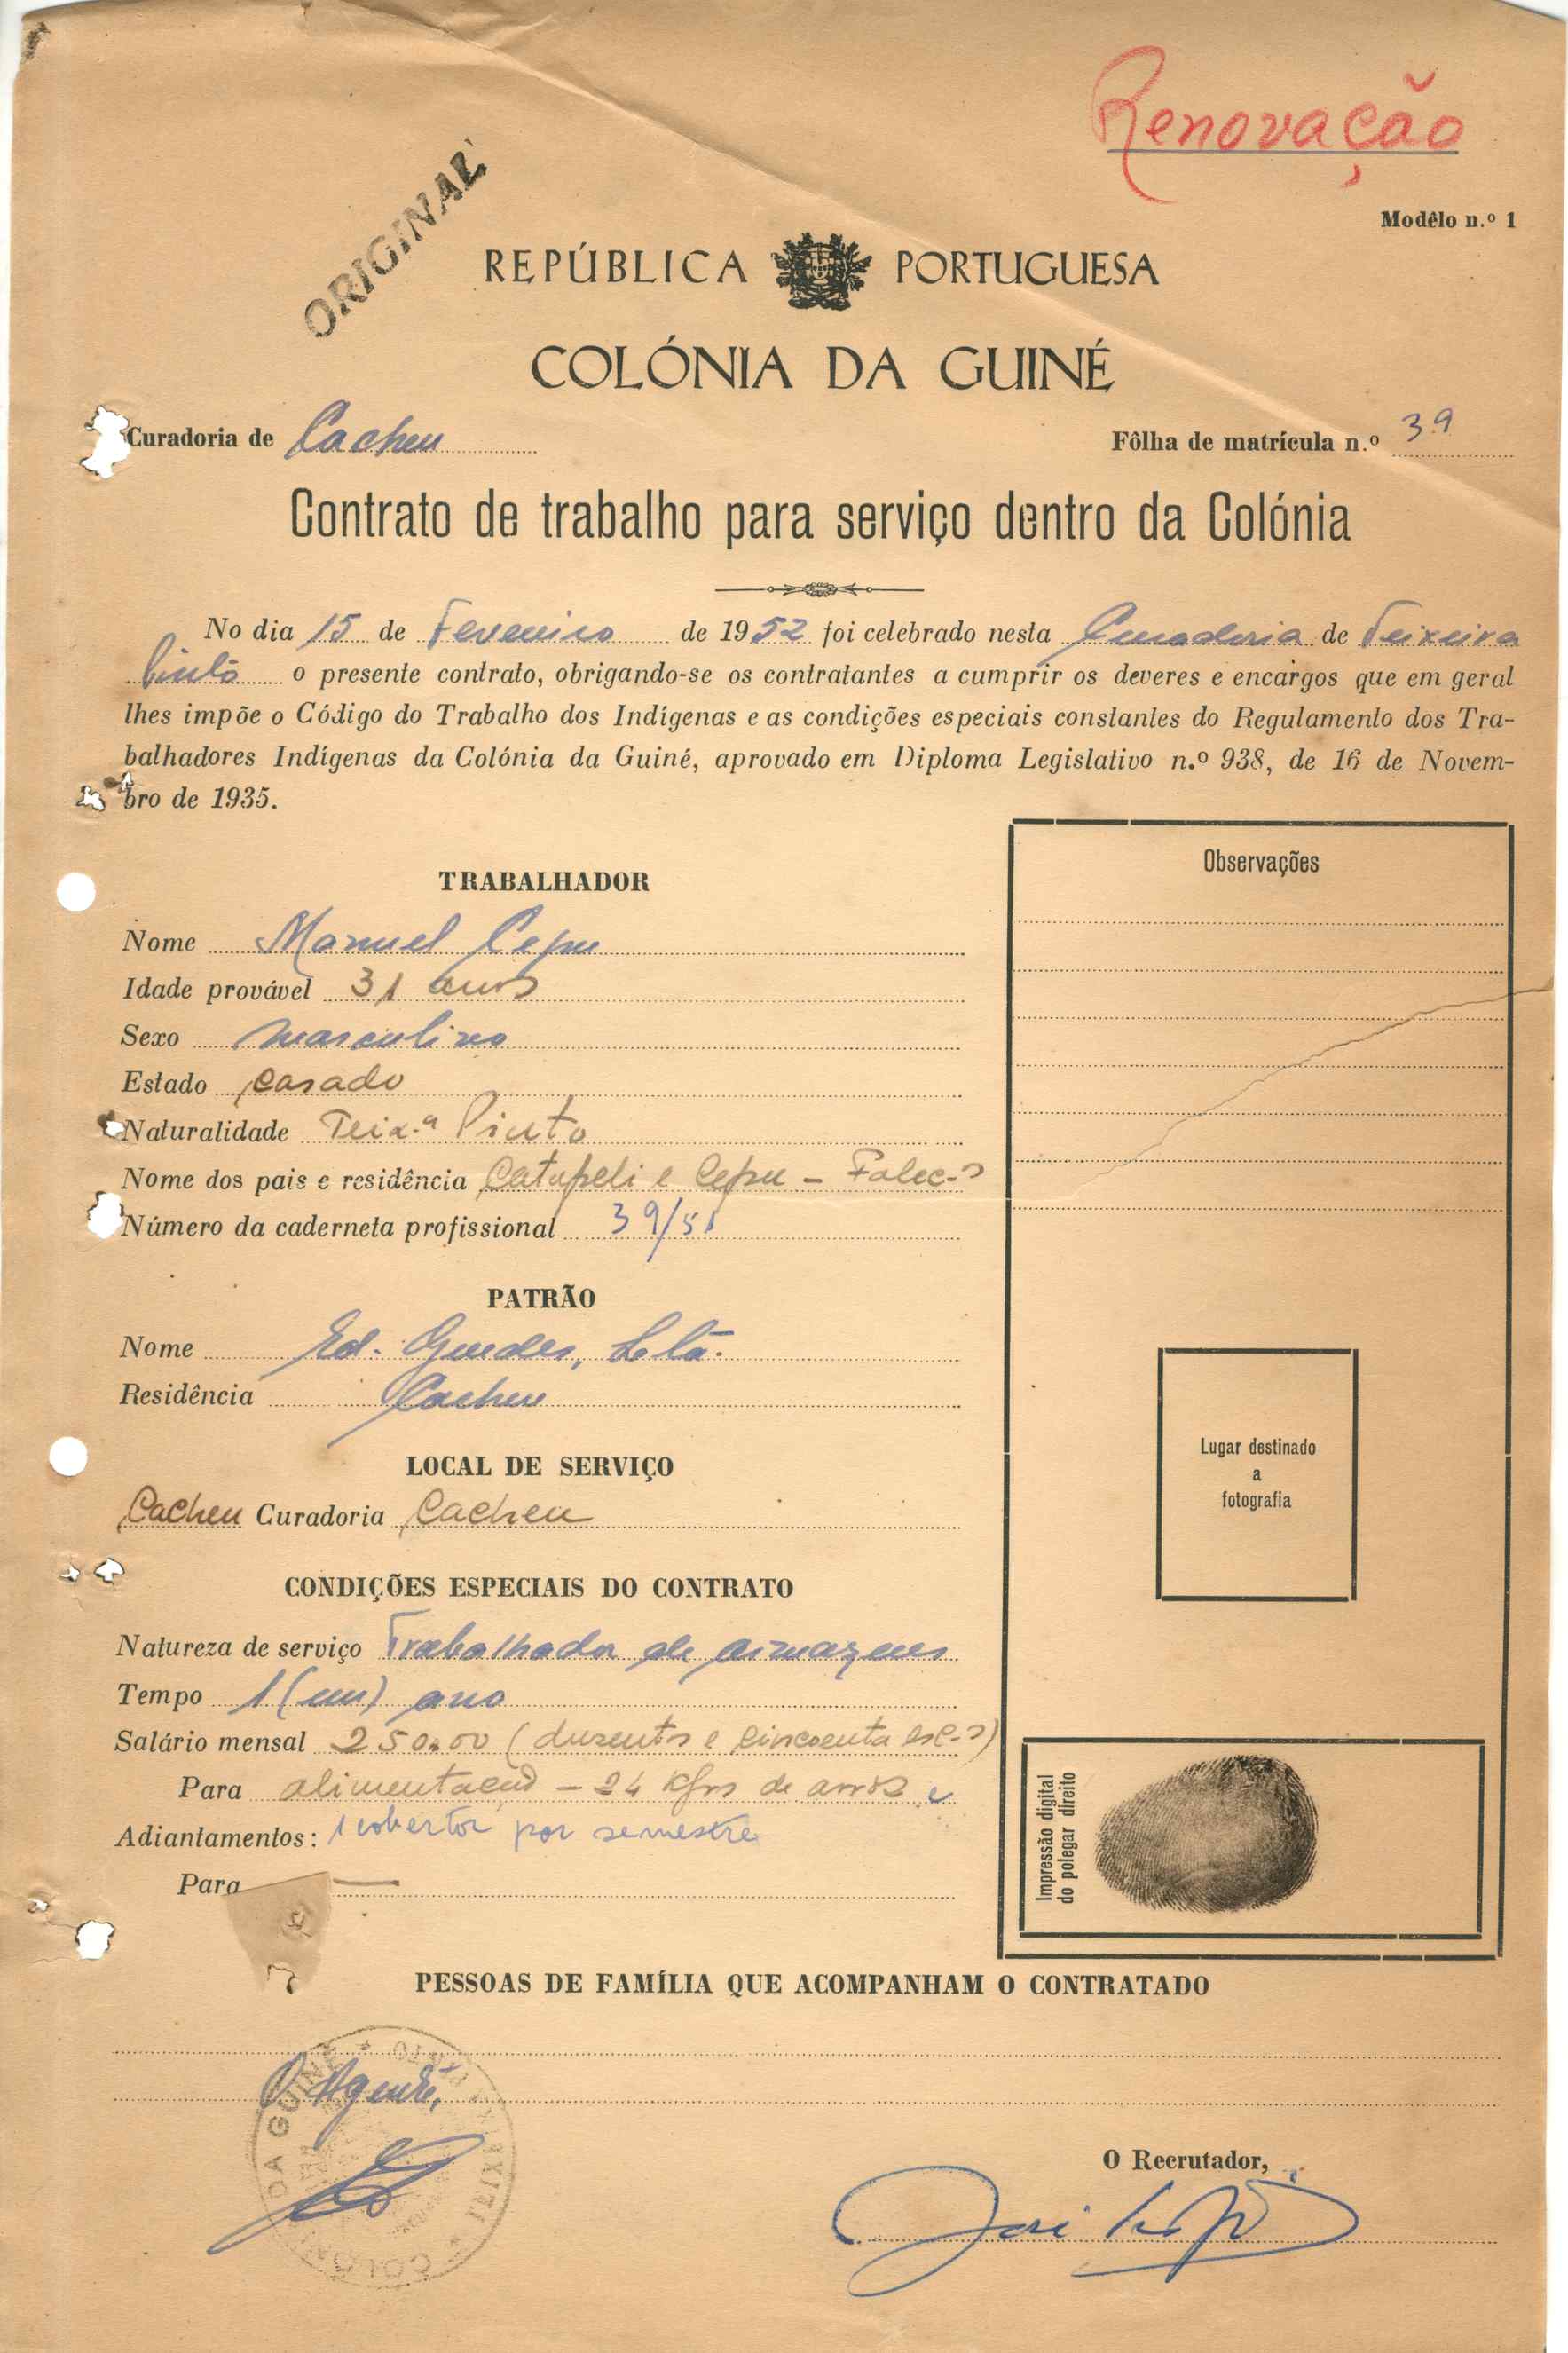 Renovação
Modêlo n.º 1
ORIGINAL
REPÚBLICA PORTUGUESA
COLÓNIA DA GUINÉ
Curadoria de Cacheu Fôlha de matrícula n.º 39
Contrato de trabalho para serviço dentro da Colónia
No dia 15 de Fevereiro de 1952 foi celebrado nesta Curadoria de Teixeira
Pinto o presente contrato, obrigando-se os contratantes a cumprir os deveres e encargos que em geral
lhes impõe o Código do Trabalho dos Indígenas e as condições especiais constantes do Regulamento dos Tra-
balhadores Indígenas da Colónia da Guiné, aprovado em Diploma Legislativo n.º 938, de 16 de Novem-
bro de 1935.
TRABALHADOR
Nome Manuel Cepu
Idade provável 31 anos
Sexo masculino
Estado casado
Naturalidade Teix.ª Pinto
Nome dos pais e residência Catupeli e Cepu - Falec-os
Número da caderneta profissional 39/51
PATRÃO
Nome Ed. Guedes, Ldª.
Residência Cacheu
LOCAL DE SERVIÇO
Cacheu Curadoria Cacheu
CONDIÇÕES ESPECIAIS DO CONTRATO
Natureza de serviço Trabalhador de armazens
Tempo 1 (um) ano
Salário mensal 250.00 (duzentos e cincoenta esc-os)
Para alimentação - 24 Kgrs de arros e
Adiantamentos: 1 cobertor por semestre
Para —
Observações
Lugar destinado
a
fotografia
Impressão digital
do polegar direito
PESSOAS DE FAMÍLIA QUE ACOMPANHAM O CONTRATADO
O Agente,
COLÓNIA DA GUINÉ
O Recrutador,
José